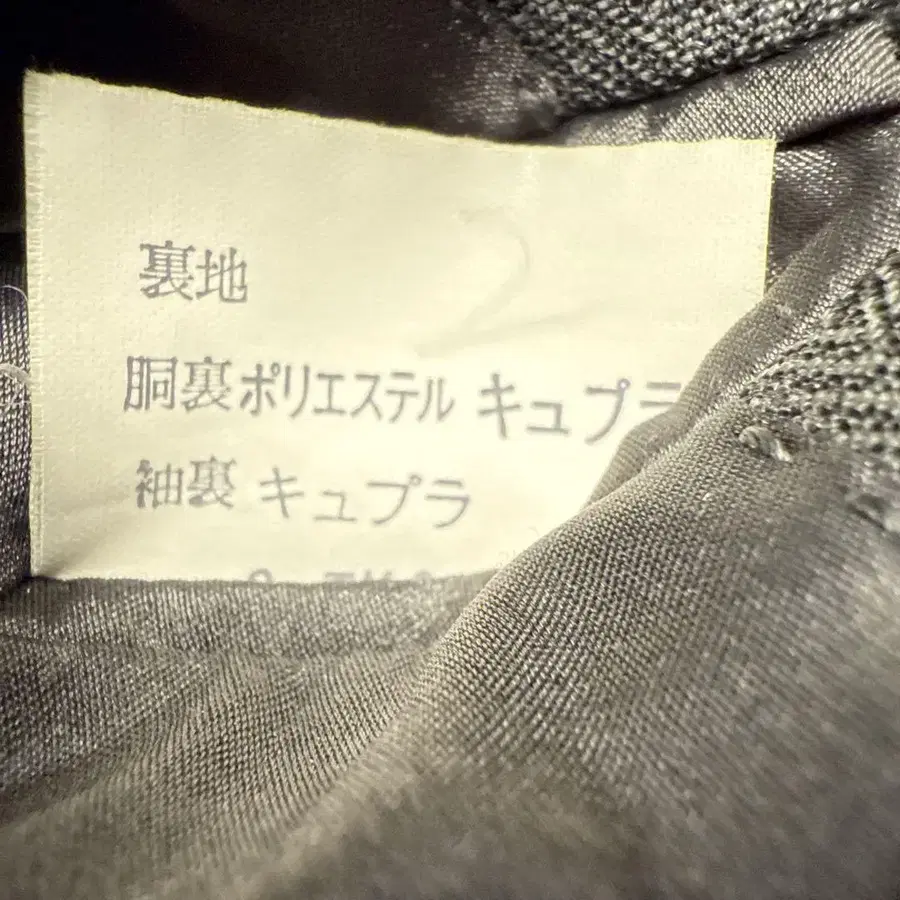 裏地
胴裏ポリエステル キュプラ
袖裏 キュプラ